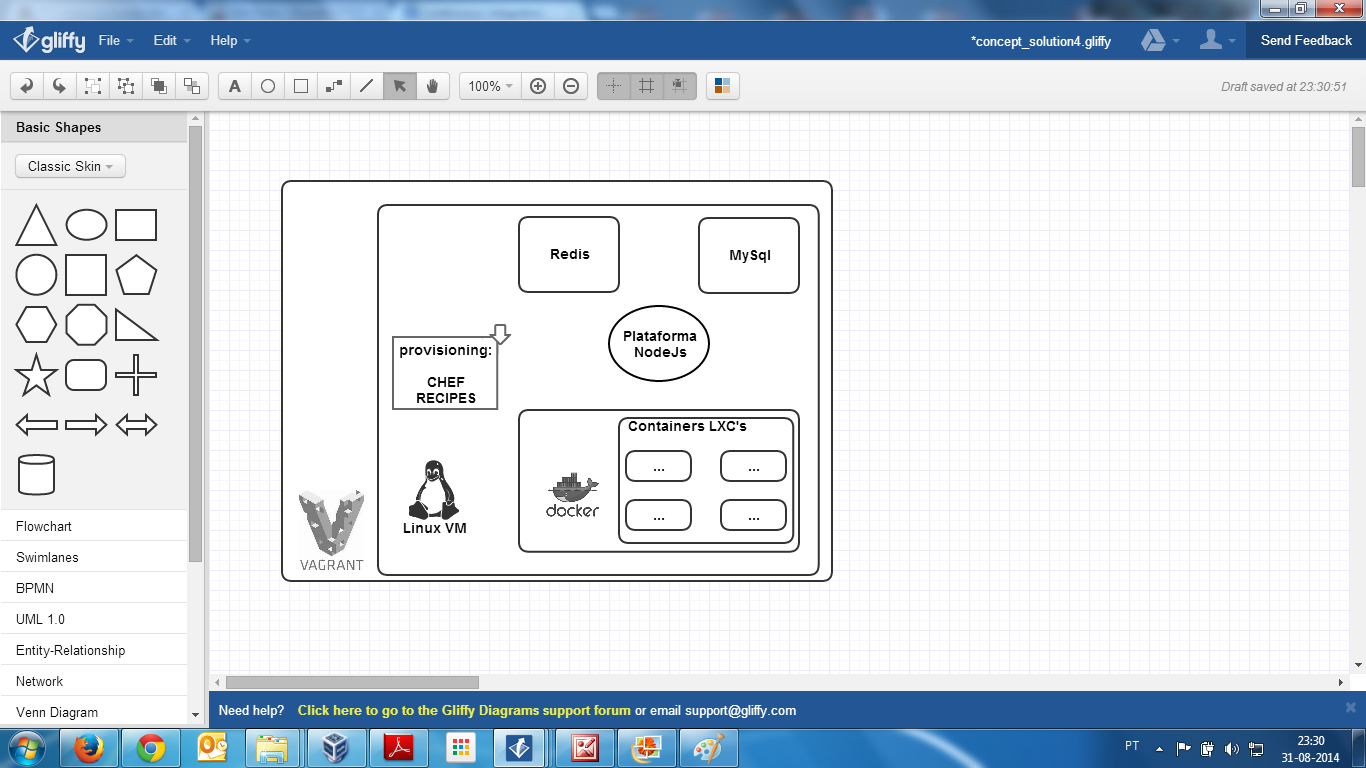 gliffy File Edit Help *concept_solution4.gliffy Send Feedback
A 100% Draft saved at 23:30:51
Basic Shapes
Classic Skin
Flowchart
Swimlanes
BPMN
UML 1.0
Entity-Relationship
Network
Venn Diagram
Redis
MySql
Plataforma
NodeJs
provisioning:
CHEF
RECIPES
Containers LXC's
... ...
... ...
docker
Linux VM
VAGRANT
Need help? Click here to go to the Gliffy Diagrams support forum or email support@gliffy.com
PT
23:30
31-08-2014